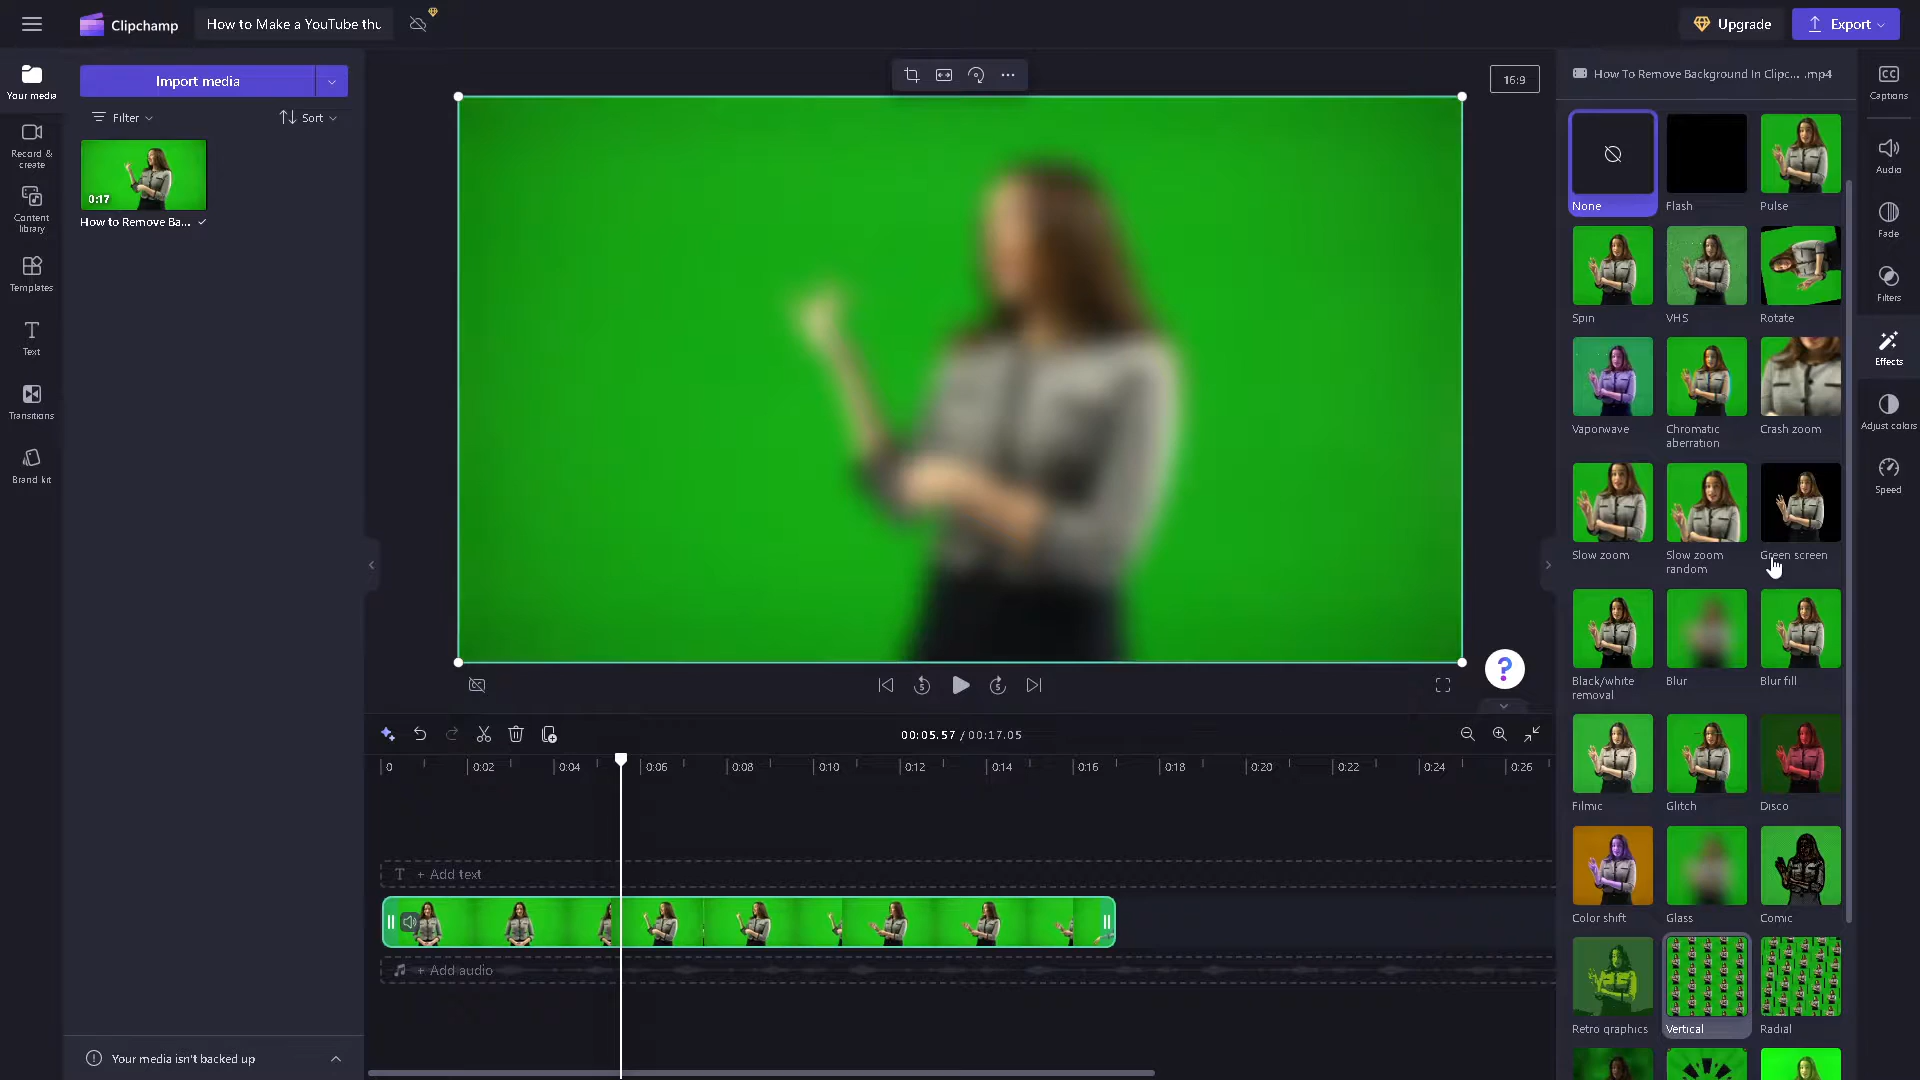 Clipchamp
How to Make a YouTube thu
Upgrade
Export
Your media
Import media
Filter
Sort
0:17
How to Remove Ba...
Record &
create
Content
library
Templates
Text
Transitions
Brand kit
Your media isn't backed up
16:9
How To Remove Background In Clipc... .mp4
None
Flash
Pulse
Spin
VHS
Rotate
Vaporwave
Chromatic
aberration
Crash zoom
Slow zoom
Slow zoom
random
Green screen
Black/white
removal
Blur
Blur fill
Filmic
Glitch
Disco
Color shift
Glass
Comic
Retro graphics
Vertical
Radial
CC
Captions
Audio
Fade
Filters
Effects
Adjust colors
Speed
5
5
?
00:05.57 / 00:17.05
0
0:02
0:04
0:06
0:08
0:10
0:12
0:14
0:16
0:18
0:20
0:22
0:24
0:26
T + Add text
+ Add audio